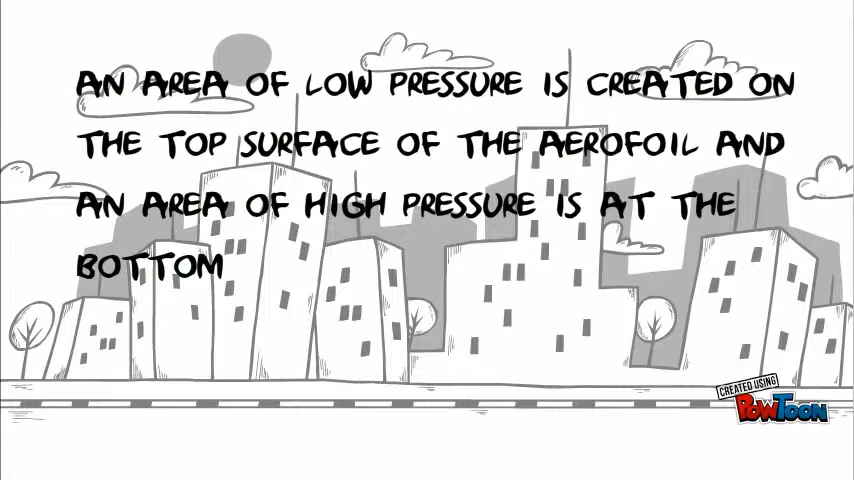 AN AREA OF LOW PRESSURE IS CREATED ON
THE TOP SURFACE OF THE AEROFOIL AND
AN AREA OF HIGH PRESSURE IS AT THE
BOTTOM
CREATED USING
POWTOON